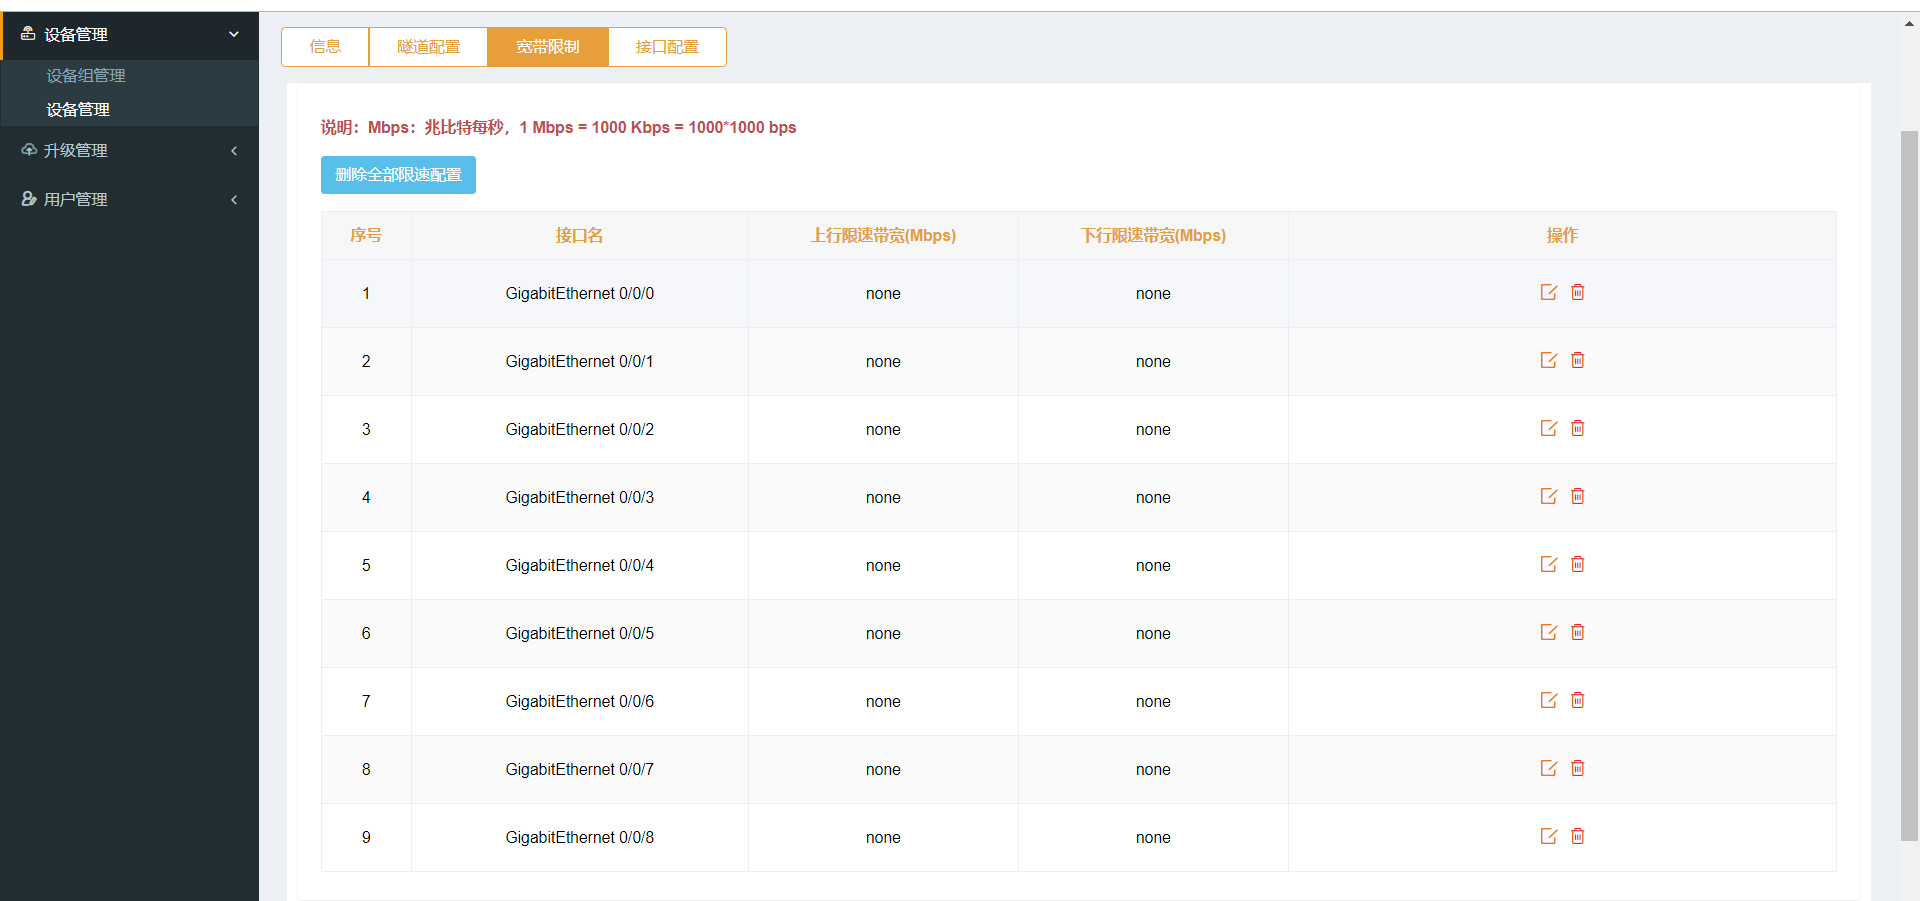 设备管理
设备组管理
设备管理
升级管理
用户管理
信息 隧道配置 宽带限制 接口配置
说明：Mbps：兆比特每秒，1 Mbps = 1000 Kbps = 1000*1000 bps
删除全部限速配置
序号 接口名 上行限速带宽(Mbps) 下行限速带宽(Mbps) 操作
1 GigabitEthernet 0/0/0 none none
2 GigabitEthernet 0/0/1 none none
3 GigabitEthernet 0/0/2 none none
4 GigabitEthernet 0/0/3 none none
5 GigabitEthernet 0/0/4 none none
6 GigabitEthernet 0/0/5 none none
7 GigabitEthernet 0/0/6 none none
8 GigabitEthernet 0/0/7 none none
9 GigabitEthernet 0/0/8 none none